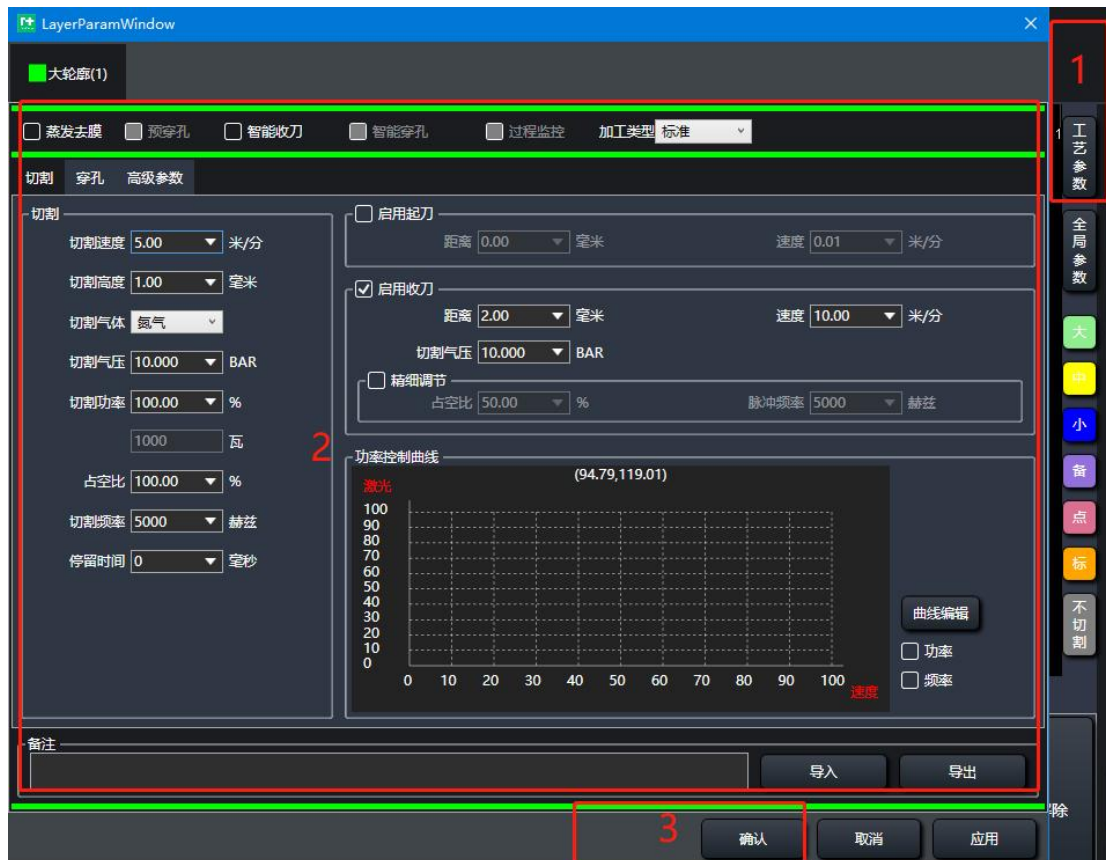 LayerParamWindow
大轮廓(1)
1
蒸发去膜 预穿孔 智能收刀 智能穿孔 过程监控 加工类型 标准
1
工艺参数
切割 穿孔 高级参数
切割
切割速度 5.00 米/分
切割高度 1.00 毫米
切割气体 氮气
切割气压 10.000 BAR
切割功率 100.00 %
1000 瓦
占空比 100.00 %
切割频率 5000 赫兹
停留时间 0 毫秒
2
启用起刀
距离 0.00 毫米 速度 0.01 米/分
启用收刀
距离 2.00 毫米 速度 10.00 米/分
切割气压 10.000 BAR
精细调节
占空比 50.00 % 脉冲频率 5000 赫兹
功率控制曲线
(94.79,119.01)
激光
100
90
80
70
60
50
40
30
20
10
0
0 10 20 30 40 50 60 70 80 90 100
速度
曲线编辑
功率
频率
全局参数
大
中
小
备
点
标
不切割
备注
导入 导出
除
3
确认 取消 应用